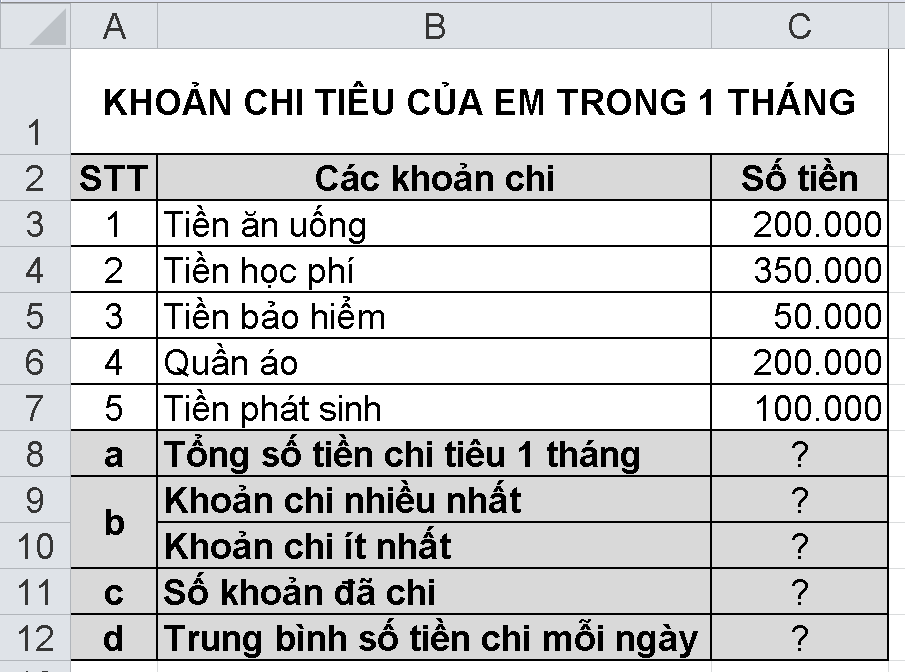 A B C
1 KHOẢN CHI TIÊU CỦA EM TRONG 1 THÁNG
2 STT Các khoản chi Số tiền
3 1 Tiền ăn uống 200.000
4 2 Tiền học phí 350.000
5 3 Tiền bảo hiểm 50.000
6 4 Quần áo 200.000
7 5 Tiền phát sinh 100.000
8 a Tổng số tiền chi tiêu 1 tháng ?
9 b Khoản chi nhiều nhất ?
10 Khoản chi ít nhất ?
11 c Số khoản đã chi ?
12 d Trung bình số tiền chi mỗi ngày ?